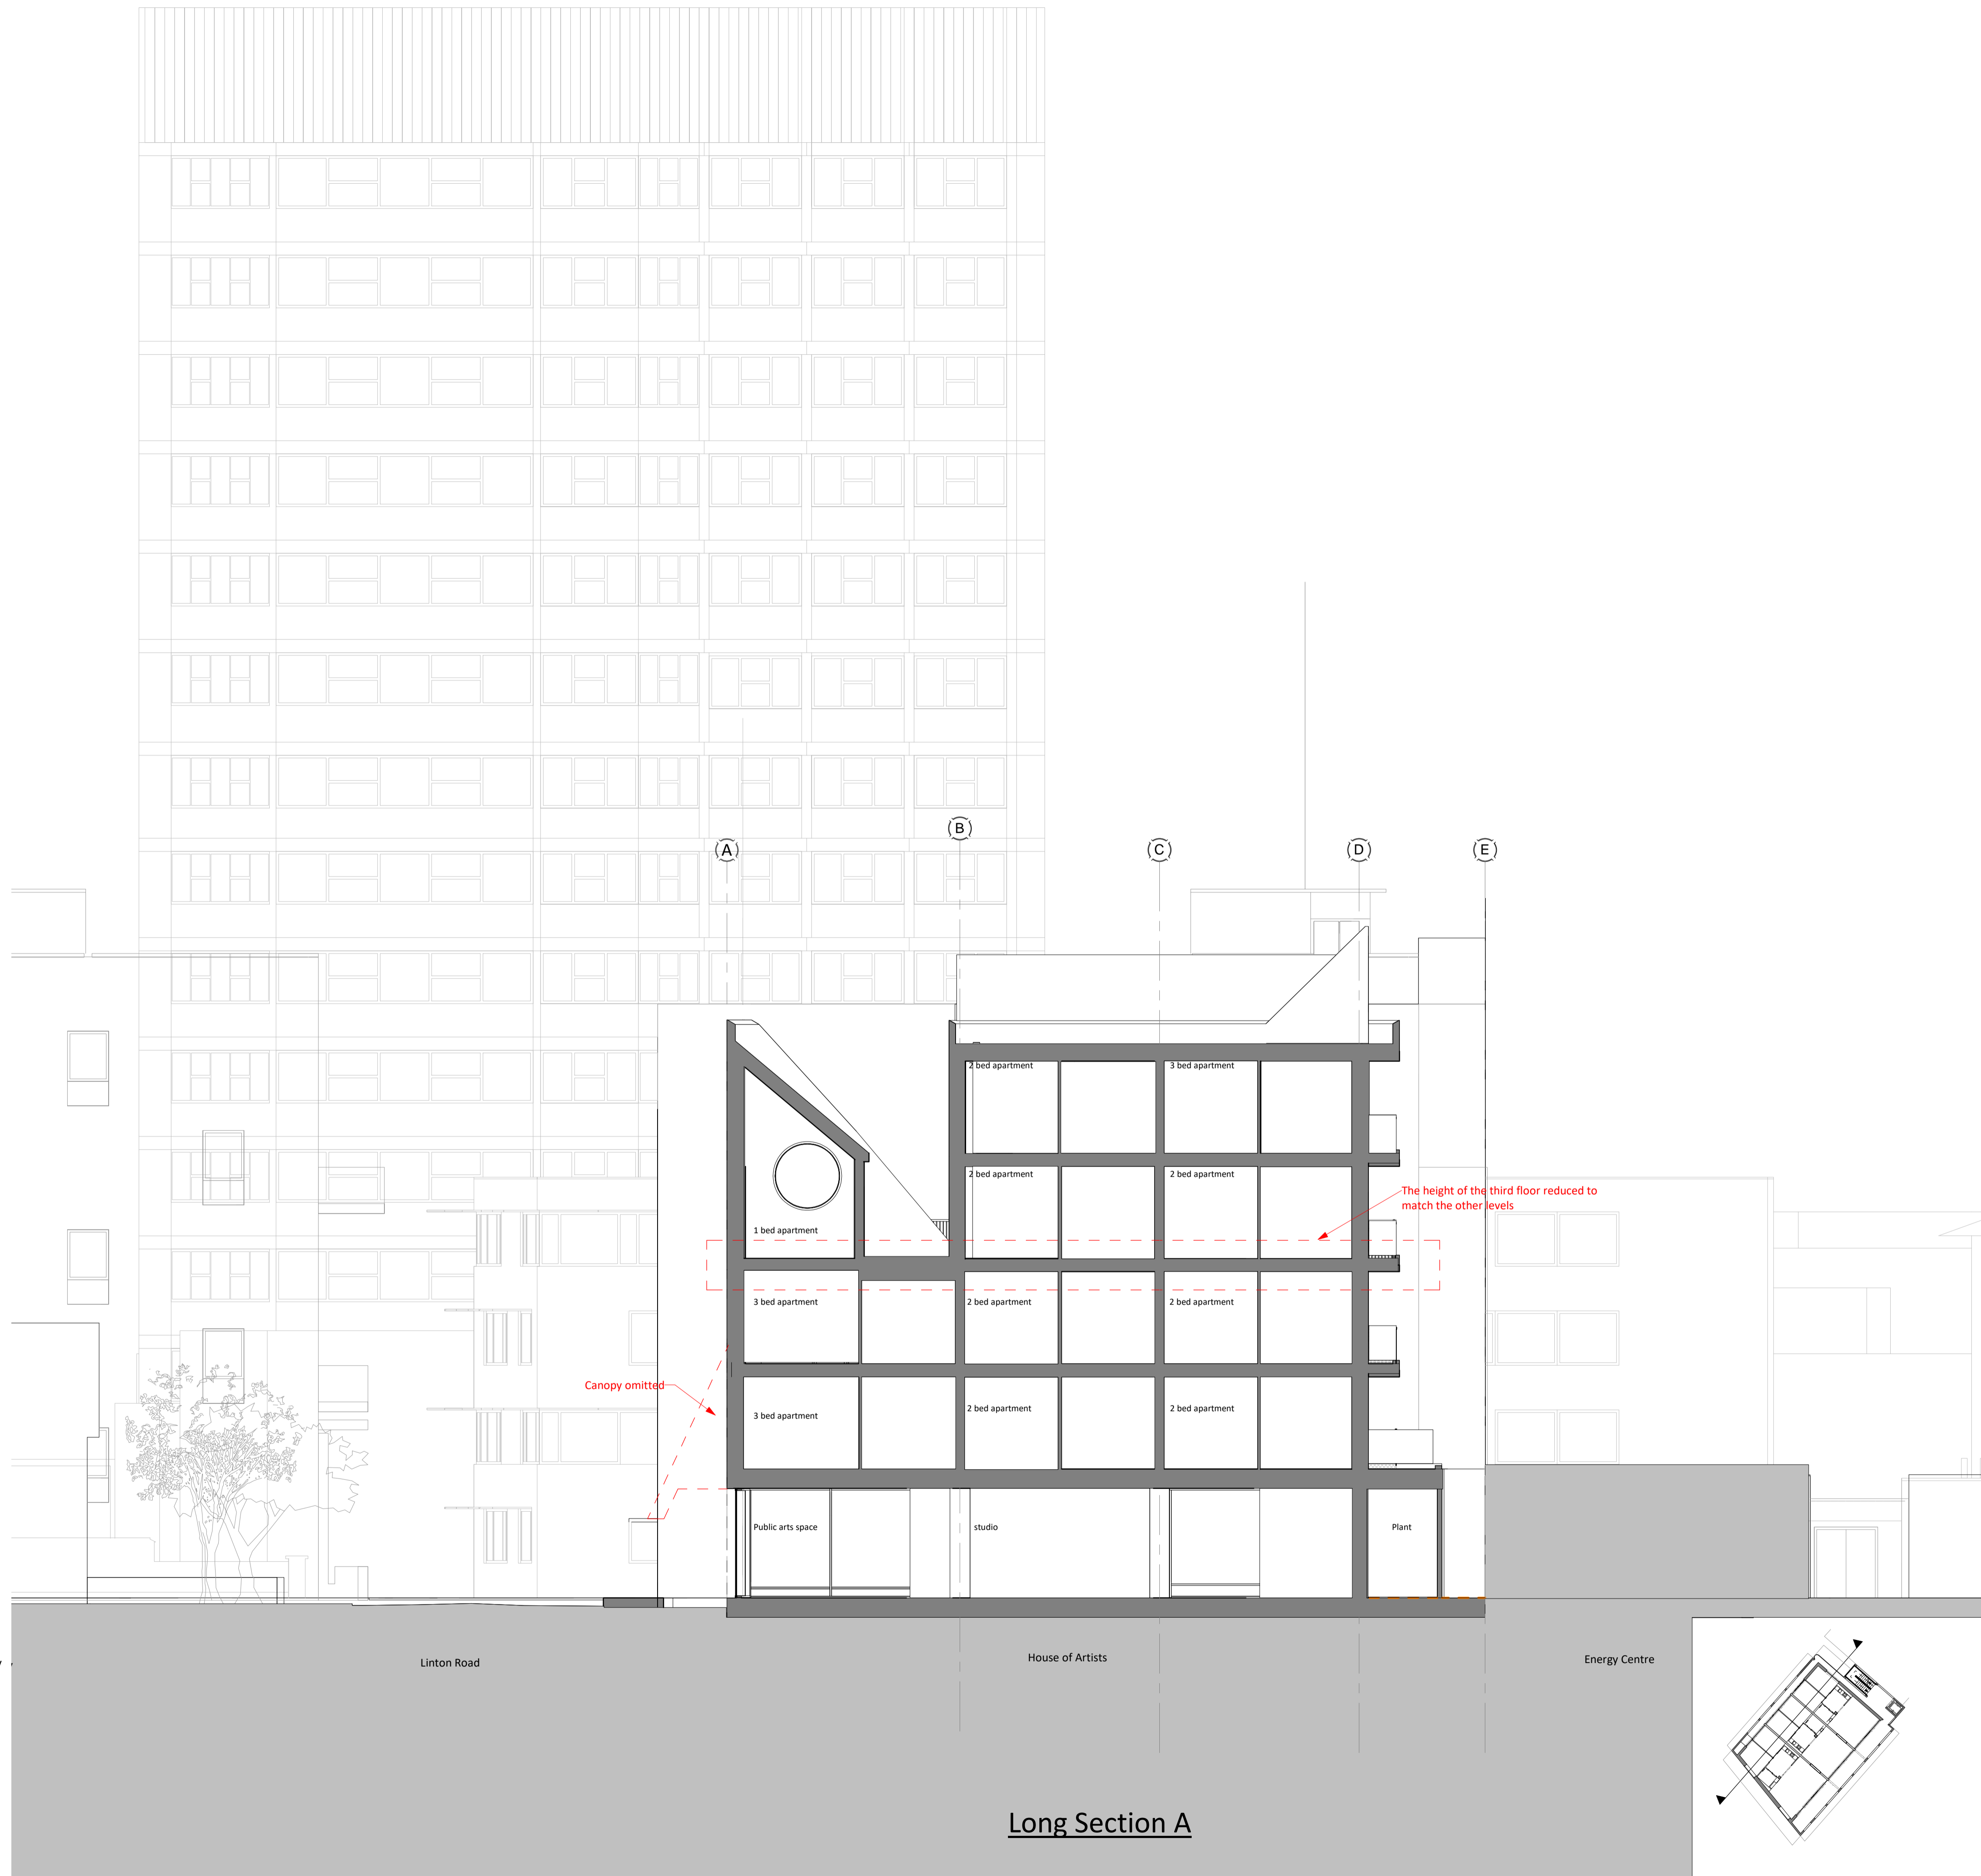 B
A
C
D
E
2 bed apartment
3 bed apartment
2 bed apartment
2 bed apartment
The height of the third floor reduced to
match the other levels
1 bed apartment
3 bed apartment
2 bed apartment
2 bed apartment
Canopy omitted
3 bed apartment
2 bed apartment
2 bed apartment
Public arts space
studio
Plant
Linton Road
House of Artists
Energy Centre
Long Section A